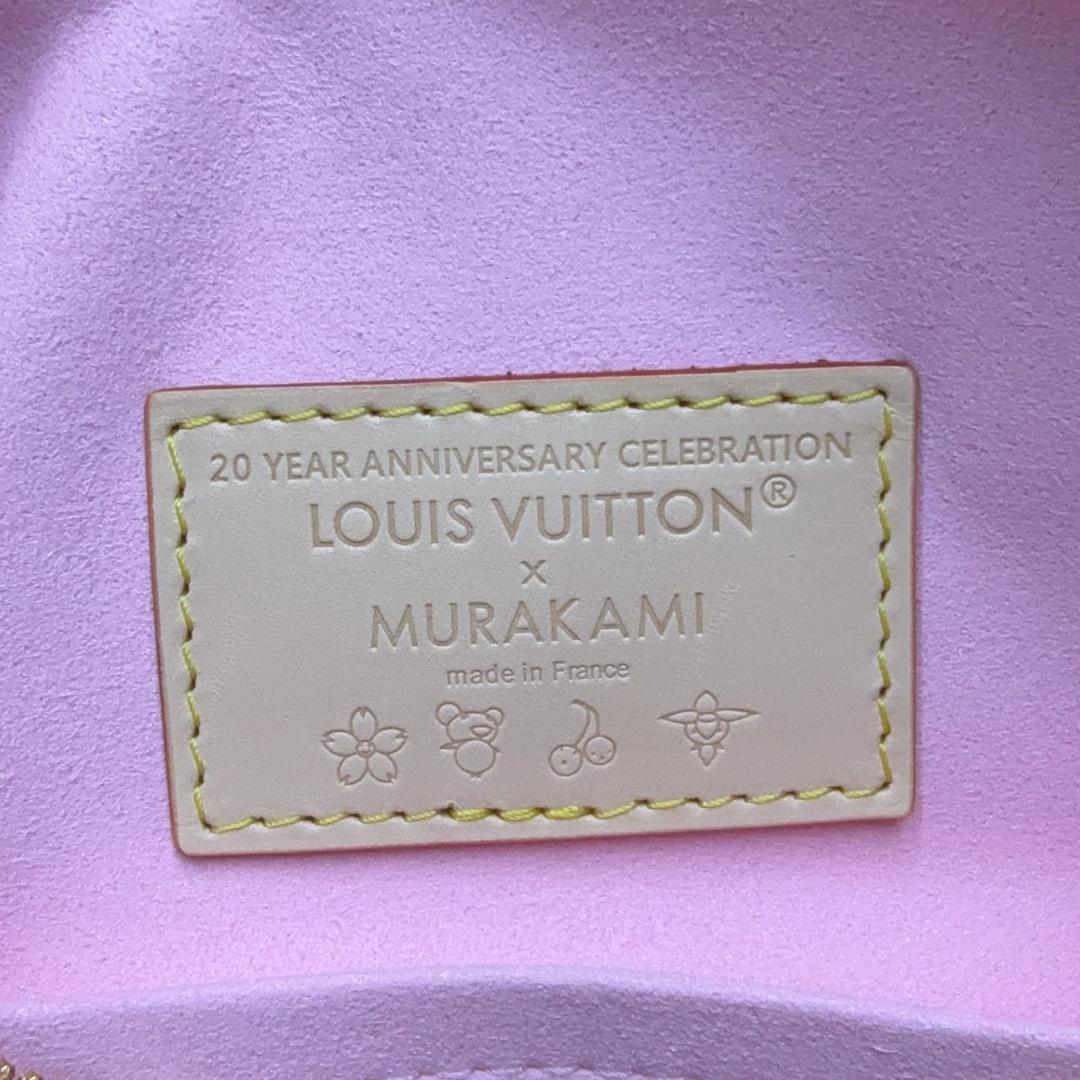 20 YEAR ANNIVERSARY CELEBRATION
LOUIS VUITTON®
x
MURAKAMI
made in France